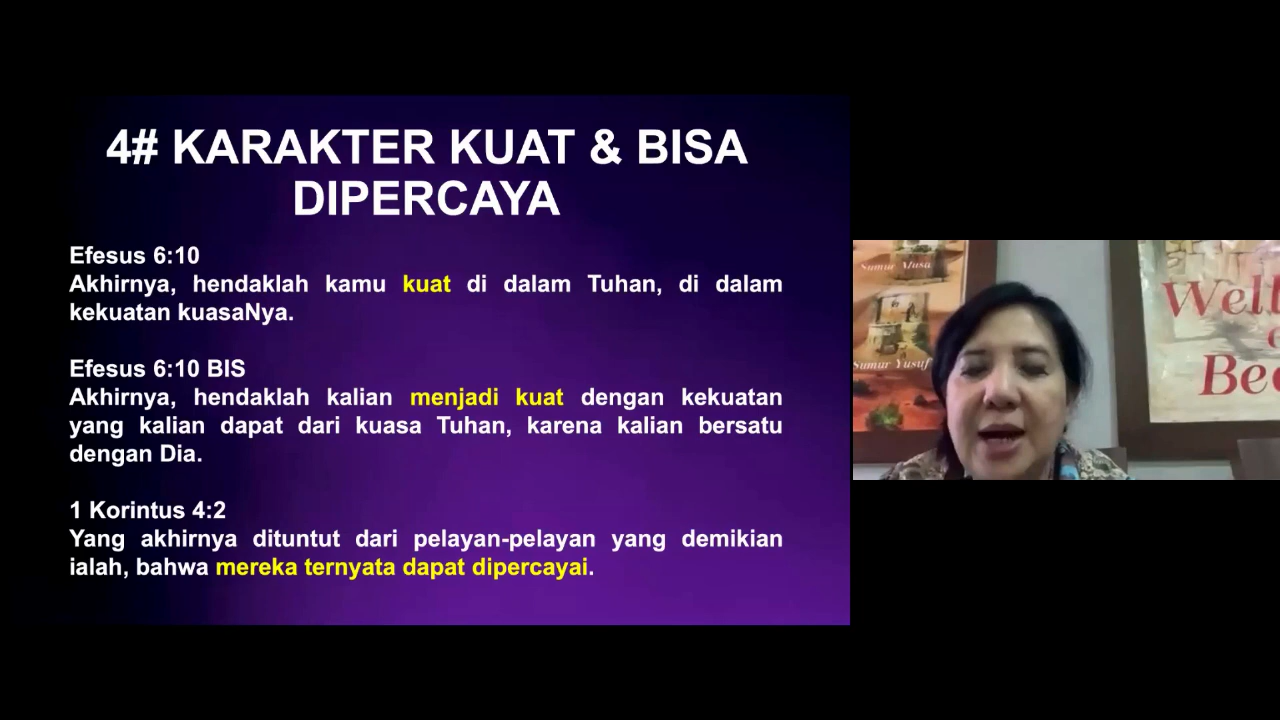 4# KARAKTER KUAT & BISA
DIPERCAYA
Efesus 6:10
Akhirnya, hendaklah kamu kuat di dalam Tuhan, di dalam
kekuatan kuasaNya.
Efesus 6:10 BIS
Akhirnya, hendaklah kalian menjadi kuat dengan kekuatan
yang kalian dapat dari kuasa Tuhan, karena kalian bersatu
dengan Dia.
1 Korintus 4:2
Yang akhirnya dituntut dari pelayan-pelayan yang demikian
ialah, bahwa mereka ternyata dapat dipercayai.
Sumur Musa
Sumur Yusuf
Well